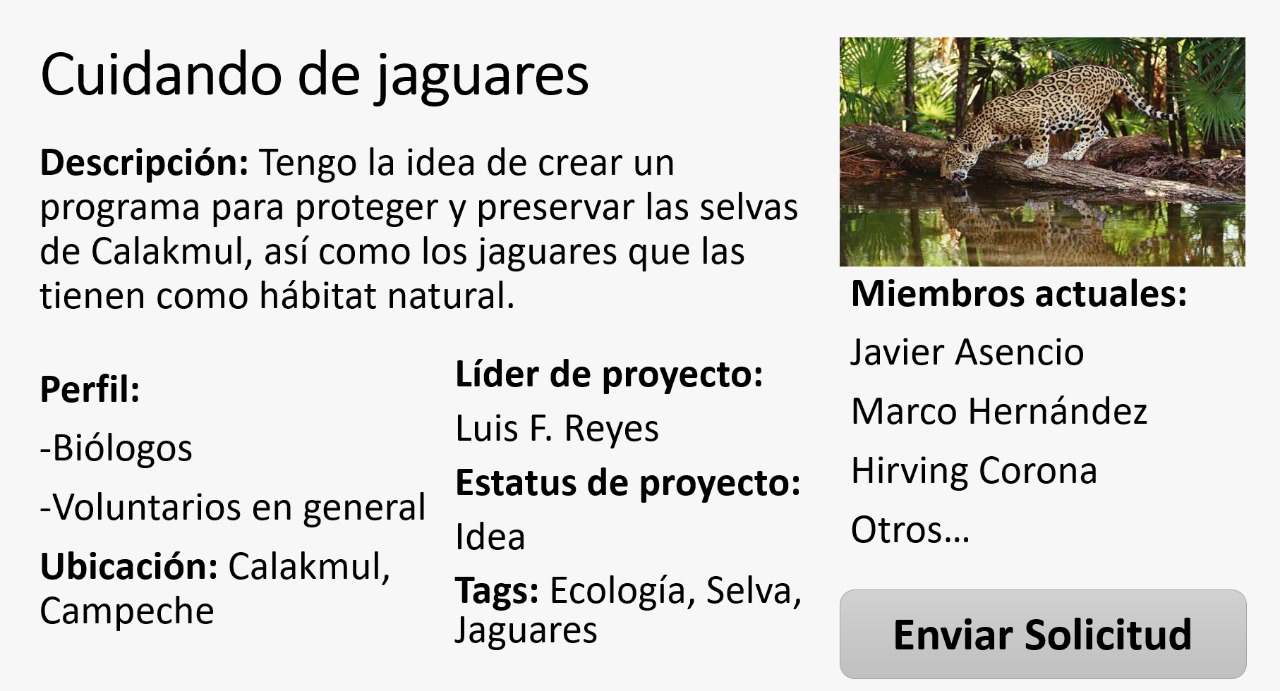 Cuidando de jaguares
Descripción: Tengo la idea de crear un
programa para proteger y preservar las selvas
de Calakmul, así como los jaguares que las
tienen como hábitat natural.
Perfil:
-Biólogos
-Voluntarios en general
Ubicación: Calakmul,
Campeche
Líder de proyecto:
Luis F. Reyes
Estatus de proyecto:
Idea
Tags: Ecología, Selva,
Jaguares
Miembros actuales:
Javier Asencio
Marco Hernández
Hirving Corona
Otros...
Enviar Solicitud